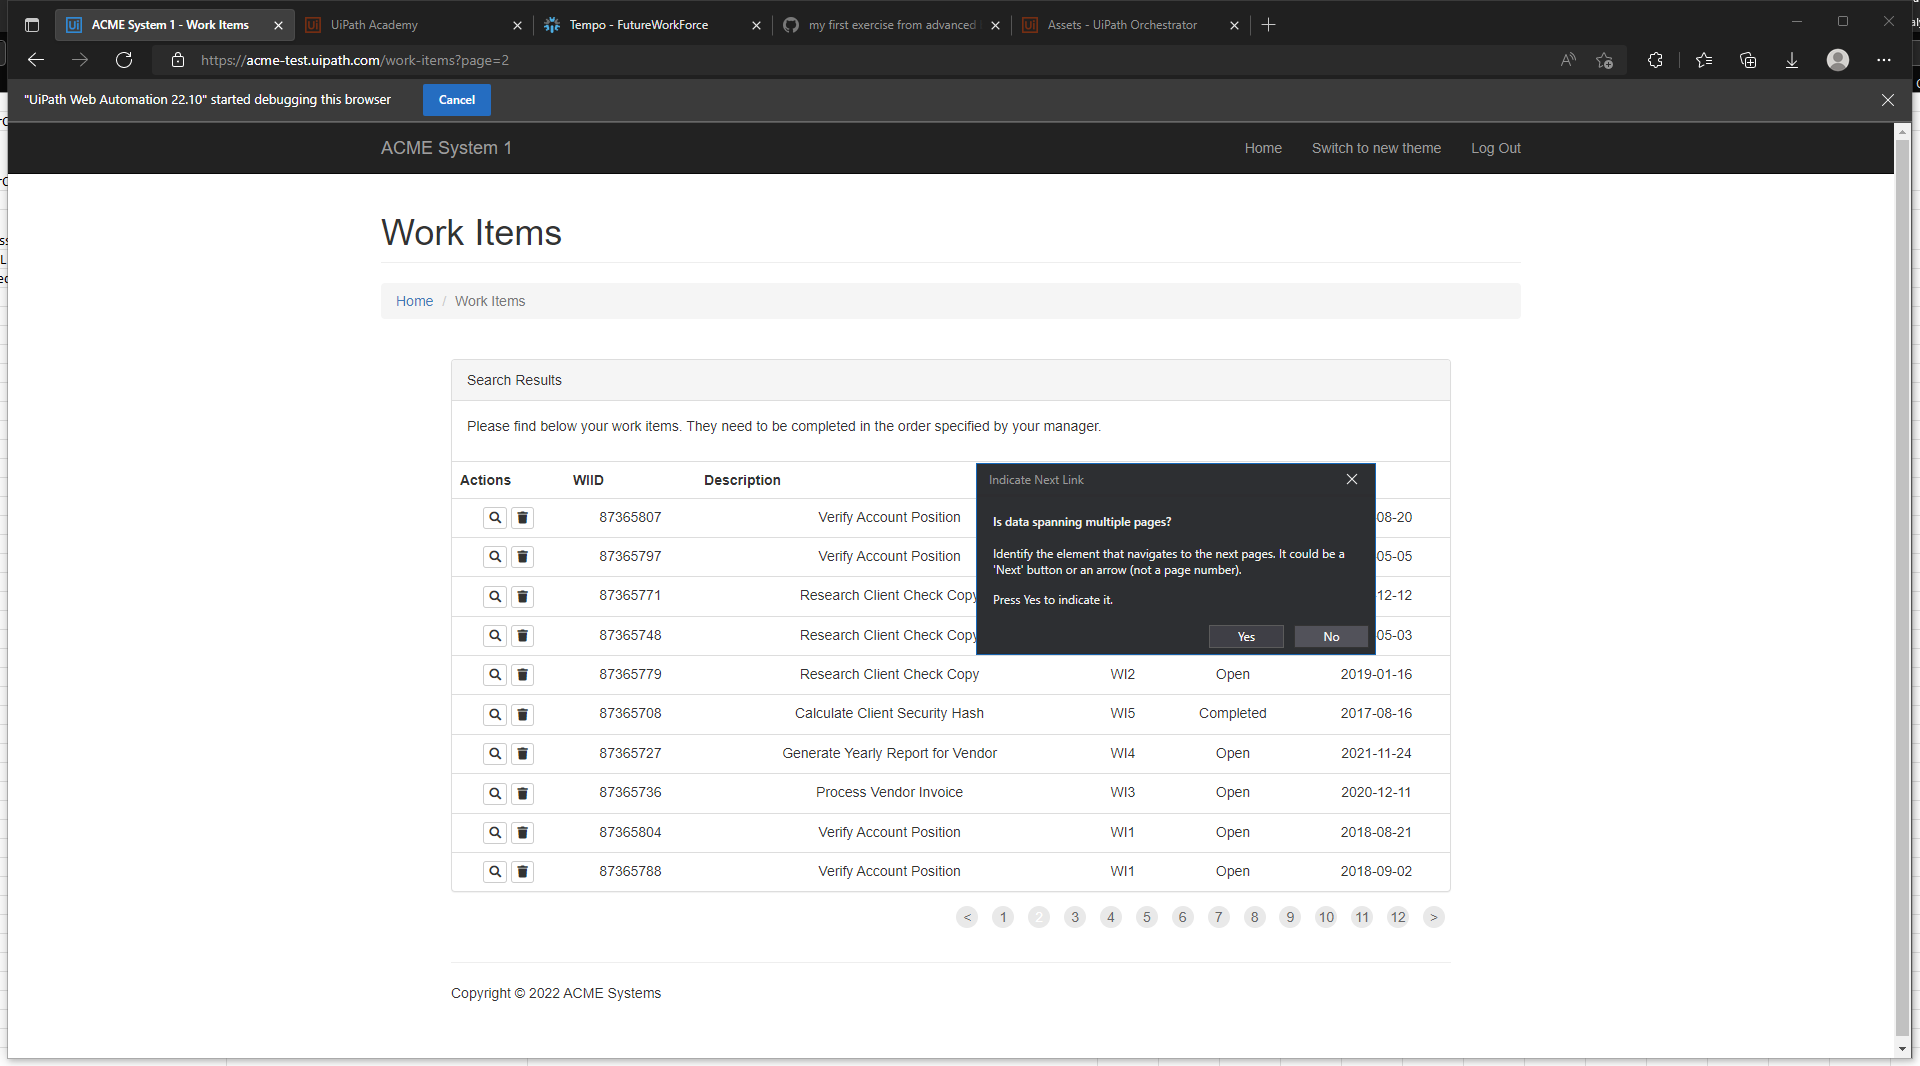 ACME System 1 - Work Items
UiPath Academy
Tempo - FutureWorkForce
my first exercise from advanced
Assets - UiPath Orchestrator
https://acme-test.uipath.com/work-items?page=2
"UiPath Web Automation 22.10" started debugging this browser Cancel
ACME System 1 Home Switch to new theme Log Out
Work Items
Home / Work Items
Search Results
Please find below your work items. They need to be completed in the order specified by your manager.
Actions WIID Description
87365807 Verify Account Position 08-20
87365797 Verify Account Position 05-05
87365771 Research Client Check Copy 12-12
87365748 Research Client Check Copy 05-03
87365779 Research Client Check Copy WI2 Open 2019-01-16
87365708 Calculate Client Security Hash WI5 Completed 2017-08-16
87365727 Generate Yearly Report for Vendor WI4 Open 2021-11-24
87365736 Process Vendor Invoice WI3 Open 2020-12-11
87365804 Verify Account Position WI1 Open 2018-08-21
87365788 Verify Account Position WI1 Open 2018-09-02
Indicate Next Link
Is data spanning multiple pages?
Identify the element that navigates to the next pages. It could be a
'Next' button or an arrow (not a page number).
Press Yes to indicate it.
Yes No
< 1 2 3 4 5 6 7 8 9 10 11 12 >
Copyright © 2022 ACME Systems